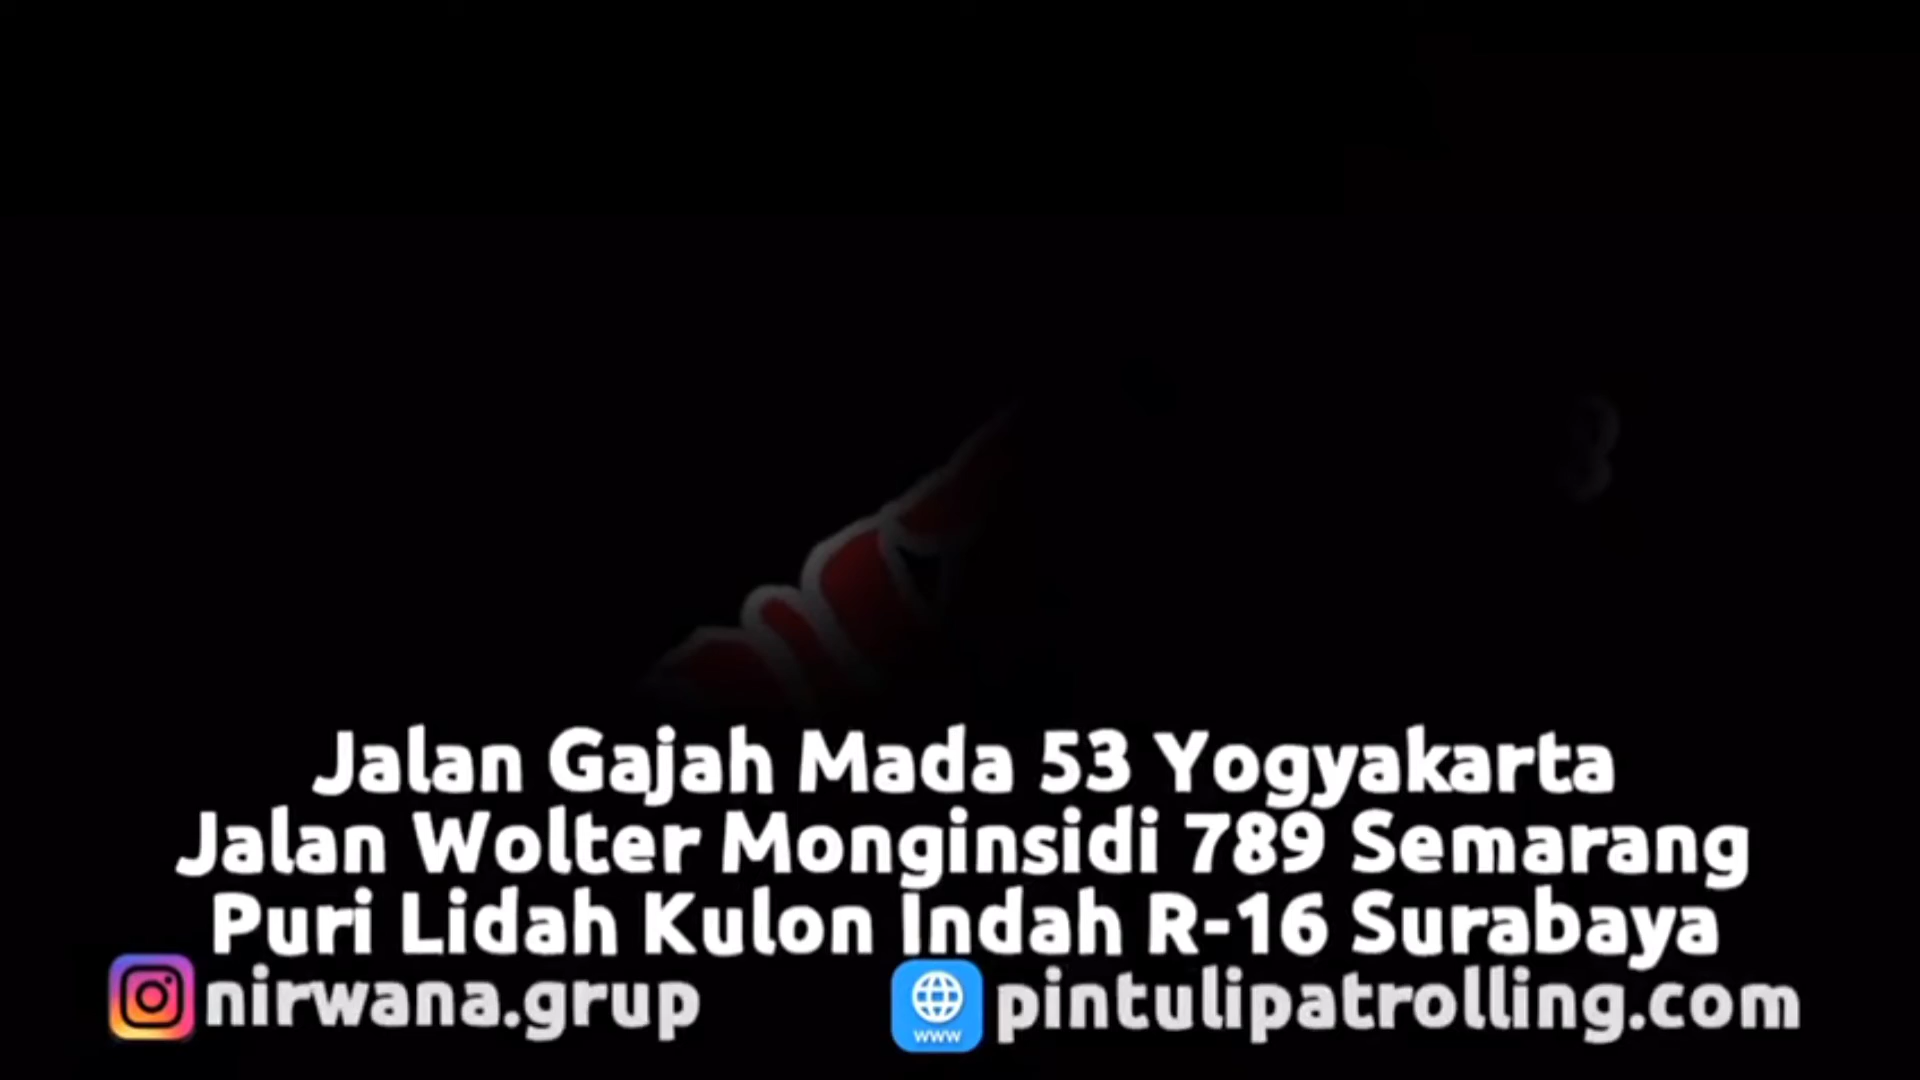 Jalan Gajah Mada 53 Yogyakarta
Jalan Wolter Monginsidi 789 Semarang
Puri Lidah Kulon Indah R-16 Surabaya
nirwana.grup
www pintulipatrolling.com